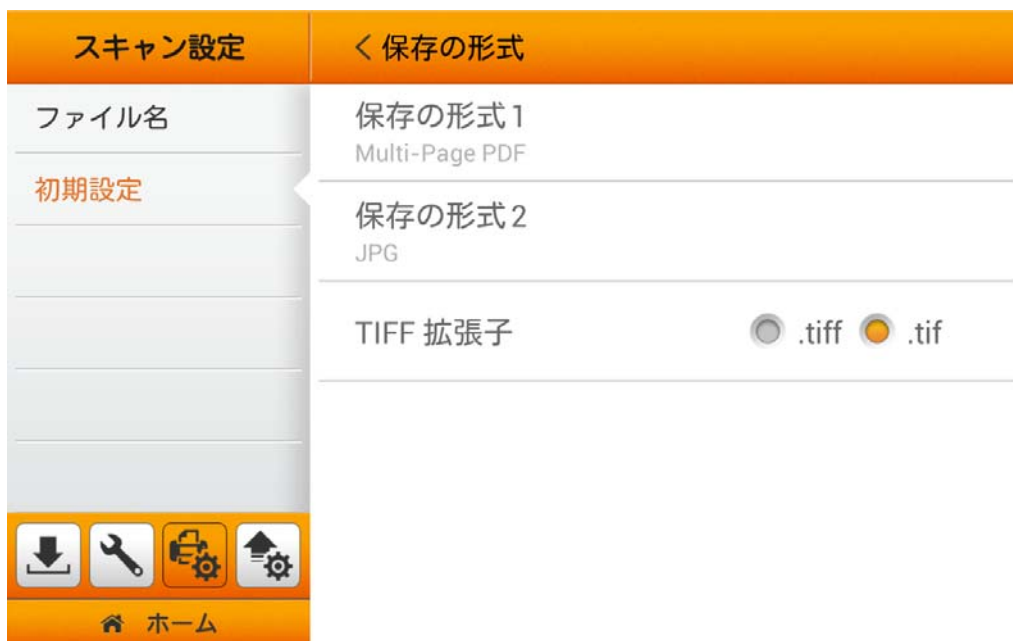 スキャン設定
ファイル名
初期設定
ホーム
< 保存の形式
保存の形式1
Multi-Page PDF
保存の形式2
JPG
TIFF 拡張子 .tiff .tif